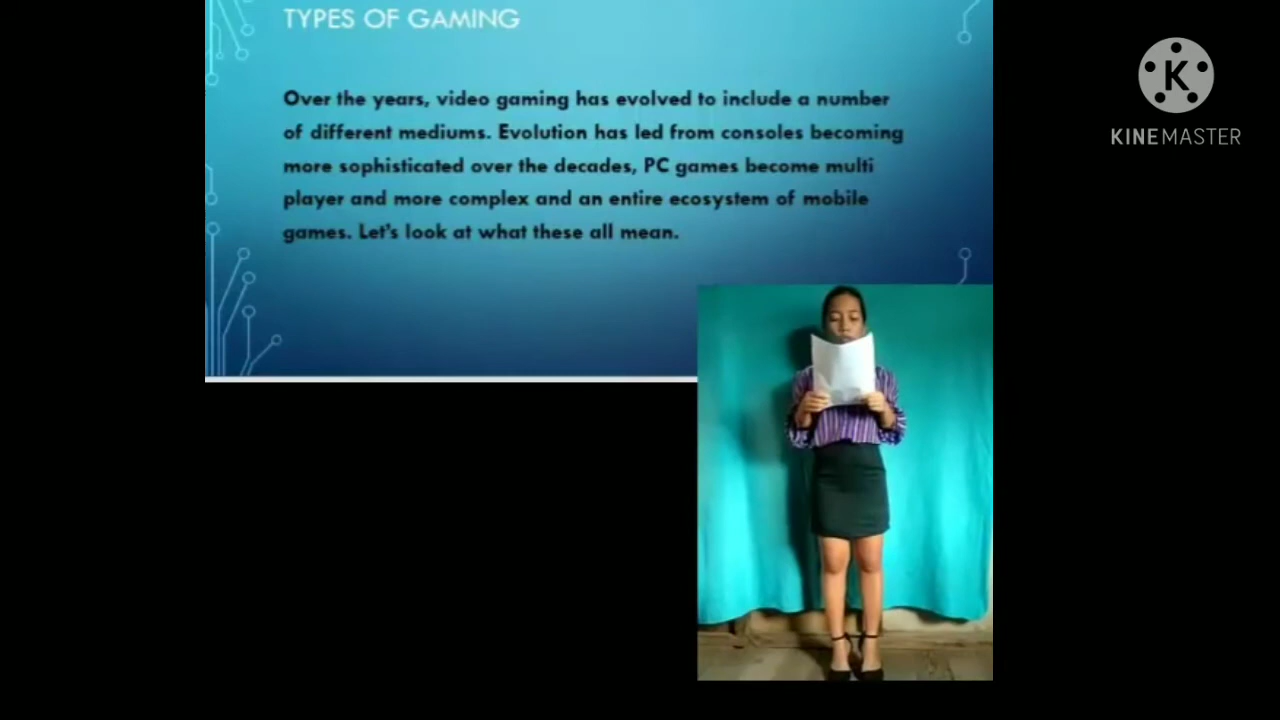 TYPES OF GAMING
Over the years, video gaming has evolved to include a number
of different mediums. Evolution has led from consoles becoming
more sophisticated over the decades, PC games become multi
player and more complex and an entire ecosystem of mobile
games. Let's look at what these all mean.
K
KINEMASTER